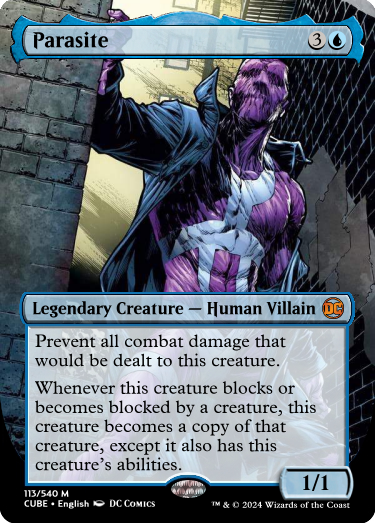 Parasite 3
Legendary Creature — Human Villain DC
Prevent all combat damage that
would be dealt to this creature.
Whenever this creature blocks or
becomes blocked by a creature, this
creature becomes a copy of that
creature, except it also has this
creature's abilities.
1/1
113/540 M
CUBE • English DC COMICS
™ & © 2024 Wizards of the Coast